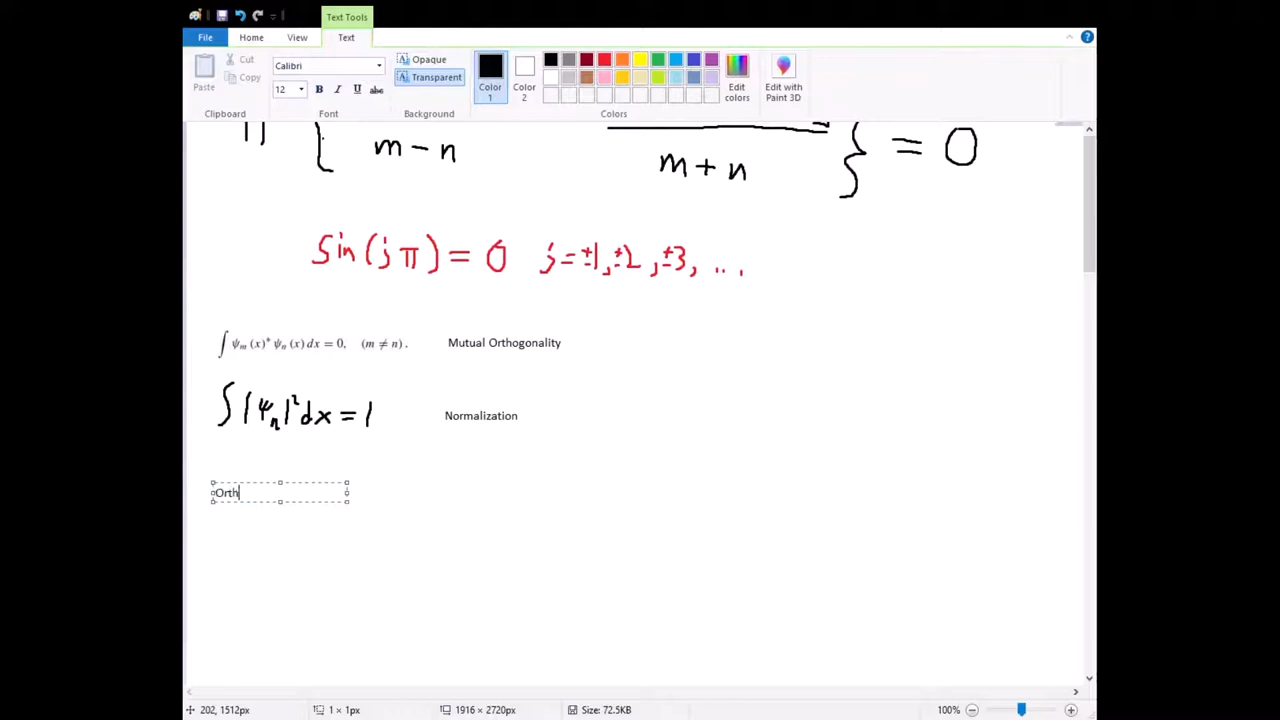 Text Tools
File Home View Text
Paste Cut Copy Calibri 12 B I U abc Opaque Transparent Color 1 Color 2 Edit colors Edit with Paint 3D
Clipboard Font Background Colors
π { m - n m + n } = 0
Sin(jπ) = 0 j = ±1, ±2, ±3, ...
∫ ψm (x)* ψn (x) dx = 0, (m ≠ n). Mutual Orthogonality
∫ |ψn|² dx = 1 Normalization
Orth
202, 1512px 1 × 1px 1916 × 2720px Size: 72.5KB 100%